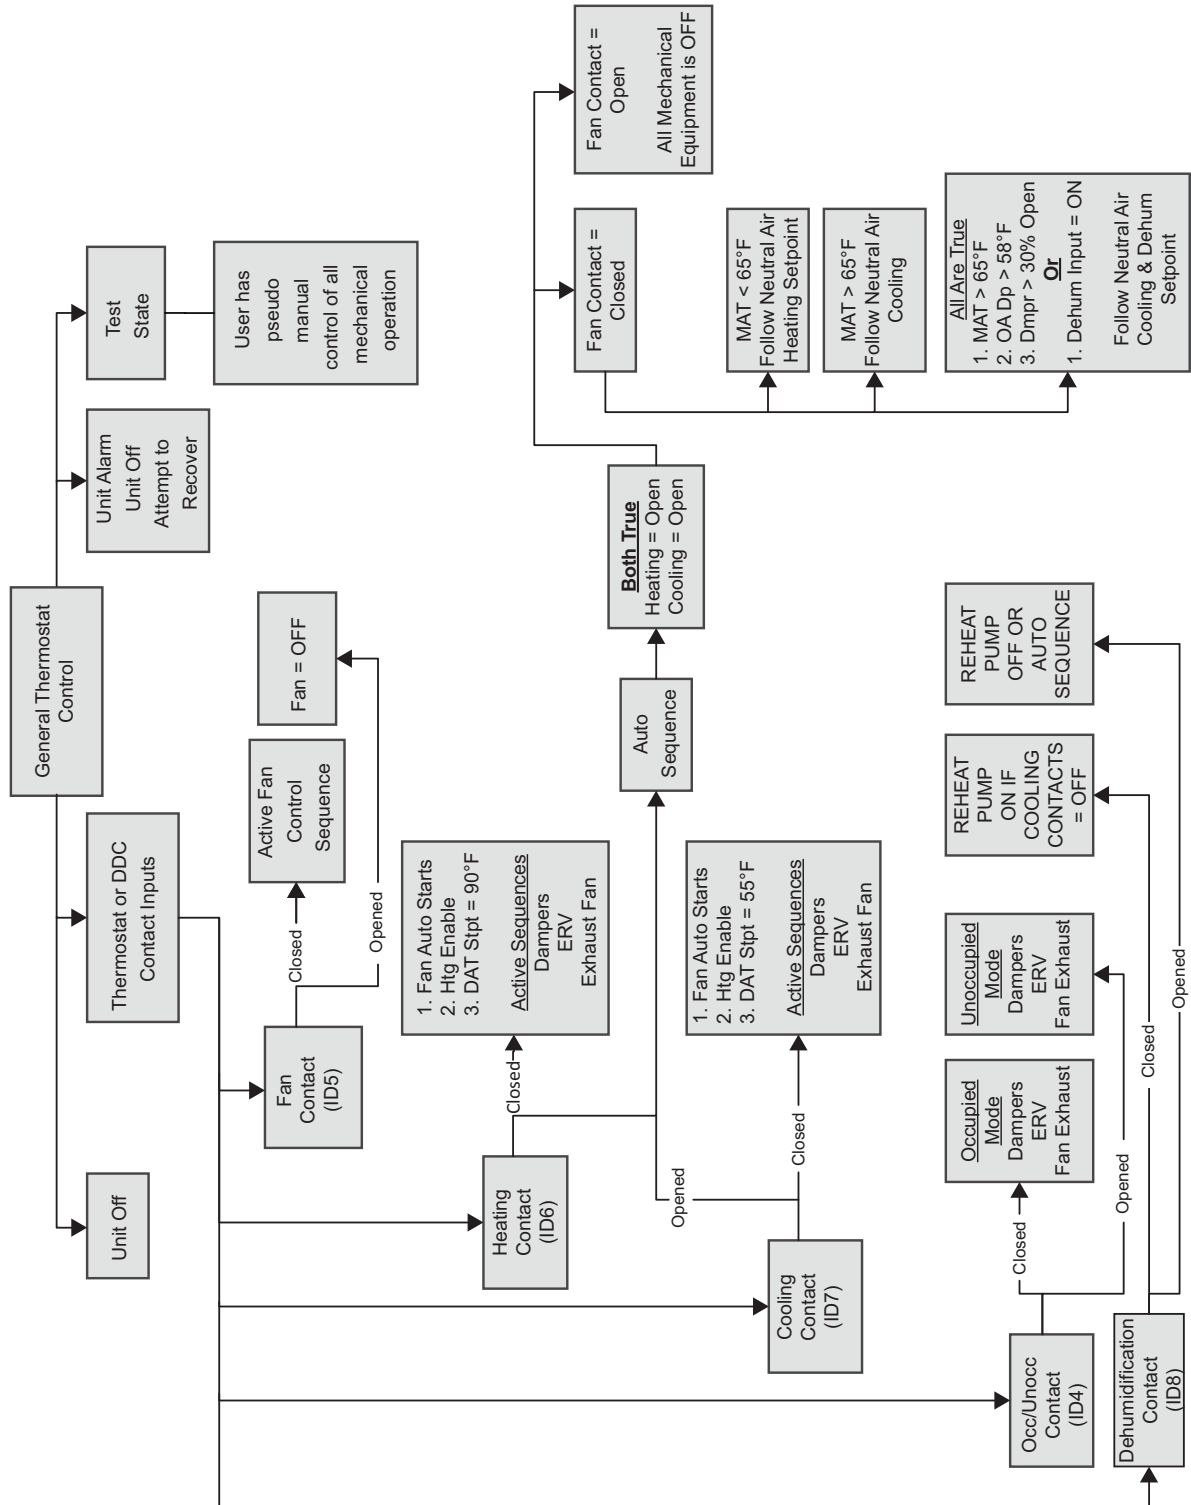 General Thermostat
Control
Unit Off
Thermostat or DDC
Contact Inputs
Unit Alarm
Unit Off
Attempt to
Recover
Test
State
User has
pseudo
manual
control of all
mechanical
operation
Fan
Contact
(ID5)
Closed
Opened
Active Fan
Control
Sequence
Fan = OFF
Heating
Contact
(ID6)
Closed
1. Fan Auto Starts
2. Htg Enable
3. DAT Stpt = 90°F
Active Sequences
Dampers
ERV
Exhaust Fan
Cooling
Contact
(ID7)
Opened
Closed
1. Fan Auto Starts
2. Htg Enable
3. DAT Stpt = 55°F
Active Sequences
Dampers
ERV
Exhaust Fan
Auto
Sequence
Both True
Heating = Open
Cooling = Open
Fan Contact =
Closed
Fan Contact =
Open
All Mechanical
Equipment is OFF
MAT < 65°F
Follow Neutral Air
Heating Setpoint
MAT > 65°F
Follow Neutral Air
Cooling
All Are True
1. MAT > 65°F
2. OA Dp > 58°F
3. Dmpr > 30% Open
Or
1. Dehum Input = ON
Follow Neutral Air
Cooling & Dehum
Setpoint
Occ/Unocc
Contact
(ID4)
Closed
Opened
Occupied
Mode
Dampers
ERV
Fan Exhaust
Unoccupied
Mode
Dampers
ERV
Fan Exhaust
Dehumidification
Contact
(ID8)
Closed
Opened
REHEAT
PUMP
ON IF
COOLING
CONTACTS
= OFF
REHEAT
PUMP
OFF OR
AUTO
SEQUENCE